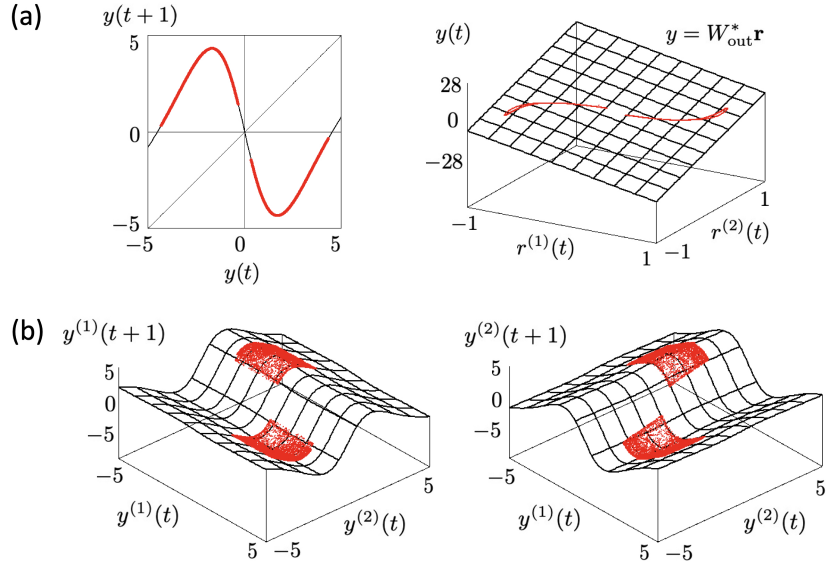 (a)
y(t + 1)
5
0
−5
−5
0
5
y(t)
y(t)
y = W*out r
28
0
−28
−1
r(1)(t)
1
−1
r(2)(t)
1
(b)
y(1)(t + 1)
5
0
−5
−5
y(1)(t)
5
−5
y(2)(t)
5
y(2)(t + 1)
5
0
−5
−5
y(1)(t)
5
−5
y(2)(t)
5